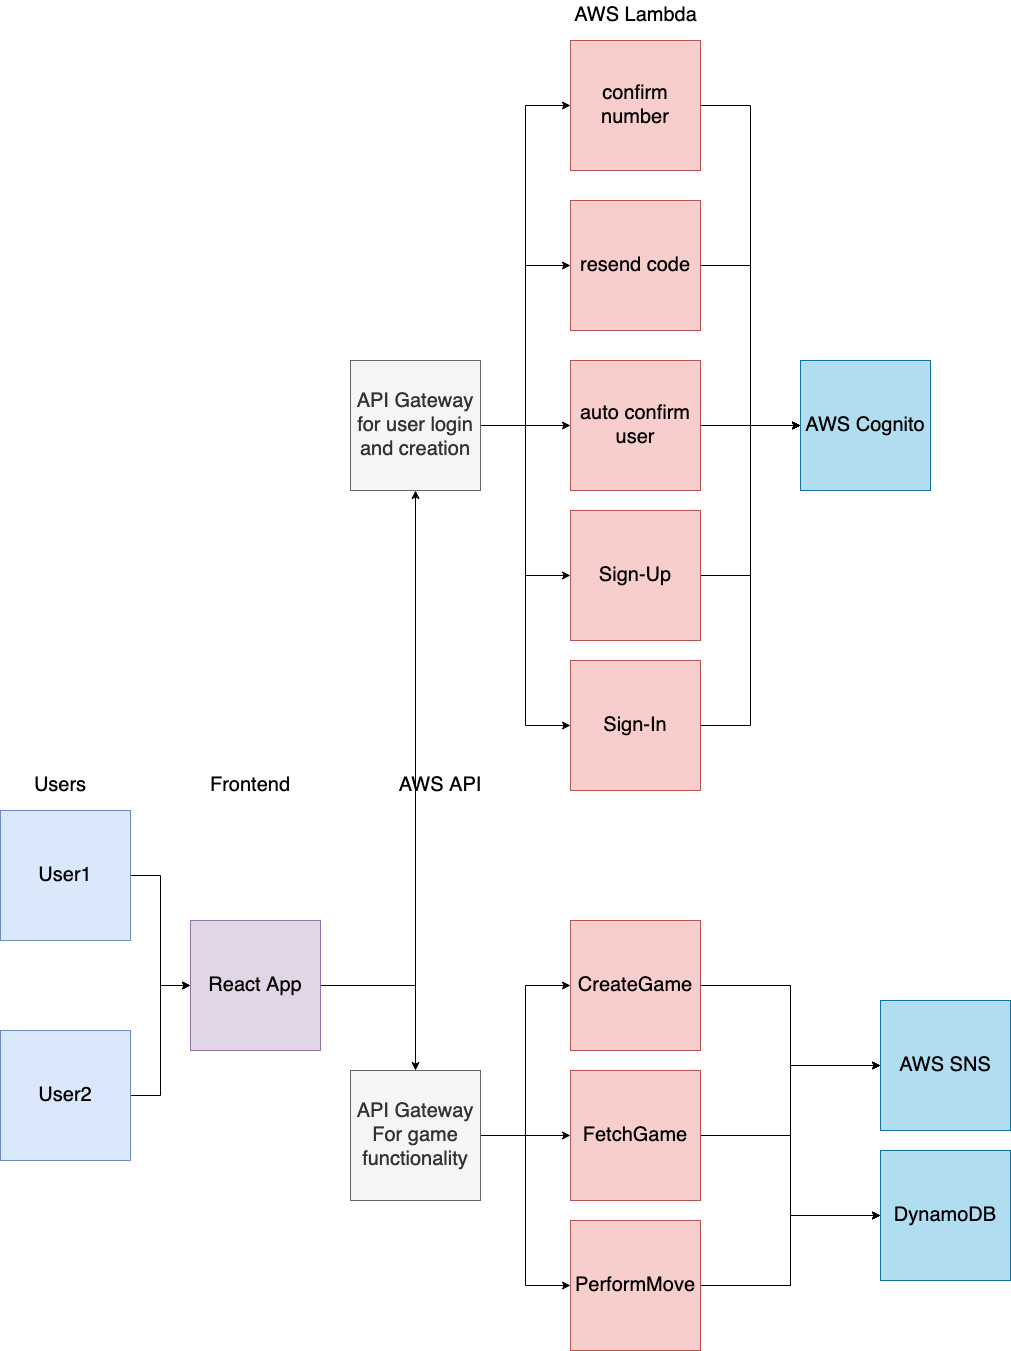 AWS Lambda
confirm
number
resend code
API Gateway
for user login
and creation
auto confirm
user
AWS Cognito
Sign-Up
Sign-In
Users
Frontend
AWS API
User1
React App
User2
CreateGame
AWS SNS
API Gateway
For game
functionality
FetchGame
DynamoDB
PerformMove